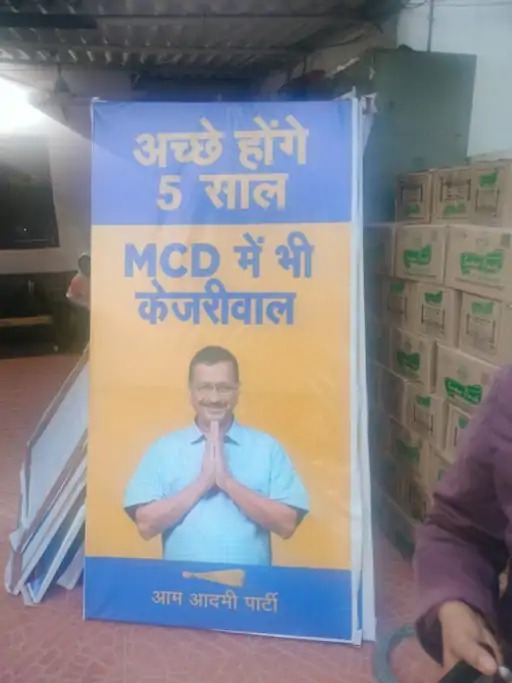 अच्छे होंगे
5 साल
MCD में भी
केजरीवाल
आम आदमी पार्टी